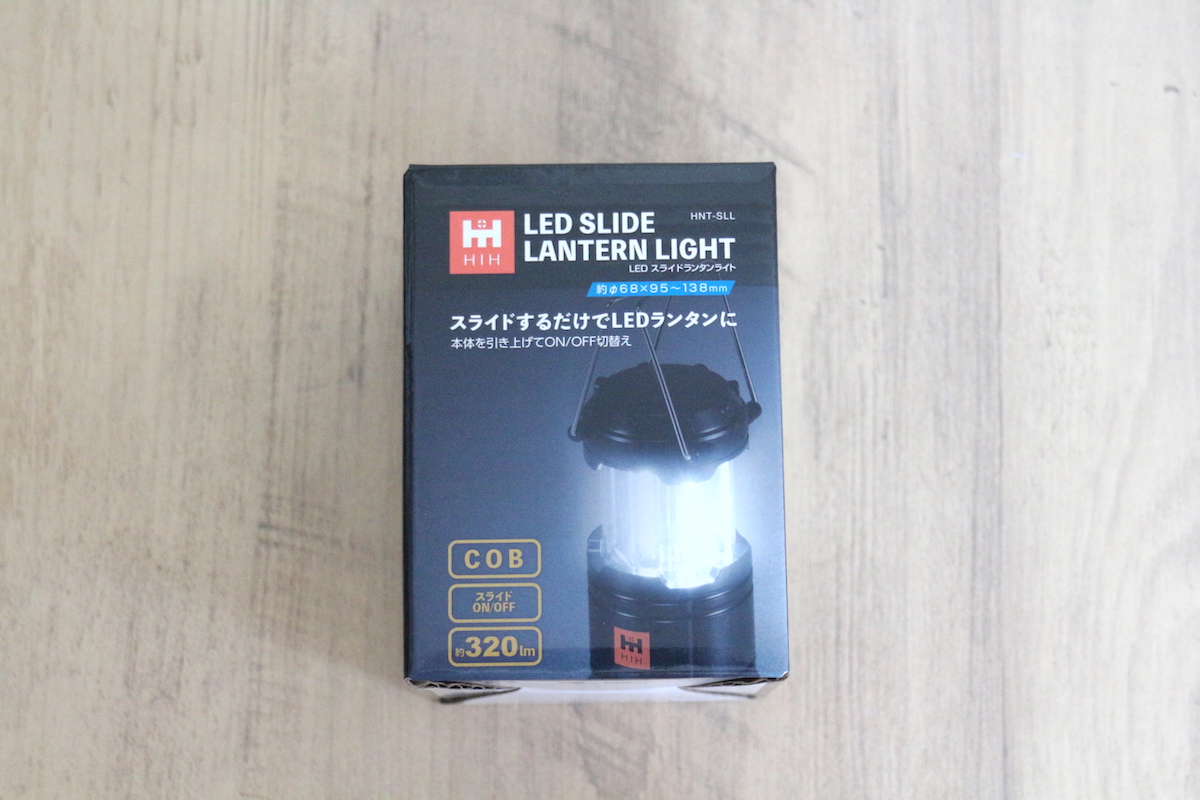 HIH
LED SLIDE
LANTERN LIGHT
HNT-SLL
LED スライドランタンライト
約φ68×95～138mm
スライドするだけでLEDランタンに
本体を引き上げてON/OFF切替え
COB
スライド
ON/OFF
約320lm
HIH